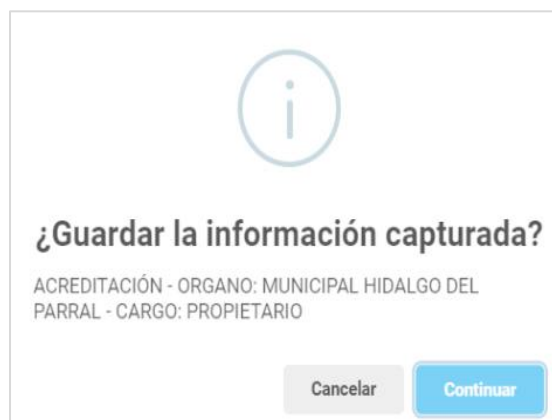 ¿Guardar la información capturada?
ACREDITACIÓN - ORGANO: MUNICIPAL HIDALGO DEL
PARRAL - CARGO: PROPIETARIO
Cancelar
Continuar